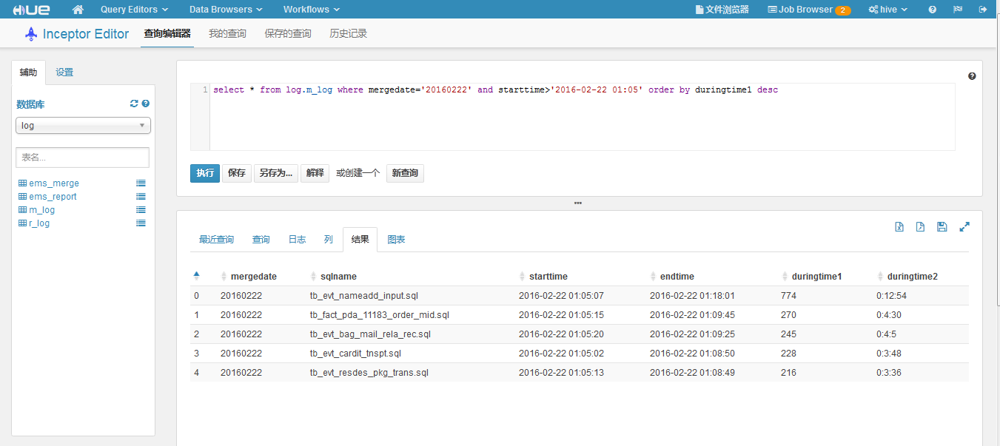 HUE Query Editors Data Browsers Workflows 文件浏览器 Job Browser 2 hive
Inceptor Editor 查询编辑器 我的查询 保存的查询 历史记录
辅助 设置
数据库
log
表名...
ems_merge
ems_report
m_log
r_log
1 select * from log.m_log where mergedate='20160222' and starttime>'2016-02-22 01:05' order by duringtime1 desc
执行 保存 另存为... 解释 或创建一个 新查询
最近查询 查询 日志 列 结果 图表
mergedate sqlname starttime endtime duringtime1 duringtime2
0 20160222 tb_evt_nameadd_input.sql 2016-02-22 01:05:07 2016-02-22 01:18:01 774 0:12:54
1 20160222 tb_fact_pda_11183_order_mid.sql 2016-02-22 01:05:15 2016-02-22 01:09:45 270 0:4:30
2 20160222 tb_evt_bag_mail_rela_rec.sql 2016-02-22 01:05:20 2016-02-22 01:09:25 245 0:4:5
3 20160222 tb_evt_cardit_tnspt.sql 2016-02-22 01:05:02 2016-02-22 01:08:50 228 0:3:48
4 20160222 tb_evt_resdes_pkg_trans.sql 2016-02-22 01:05:13 2016-02-22 01:08:49 216 0:3:36